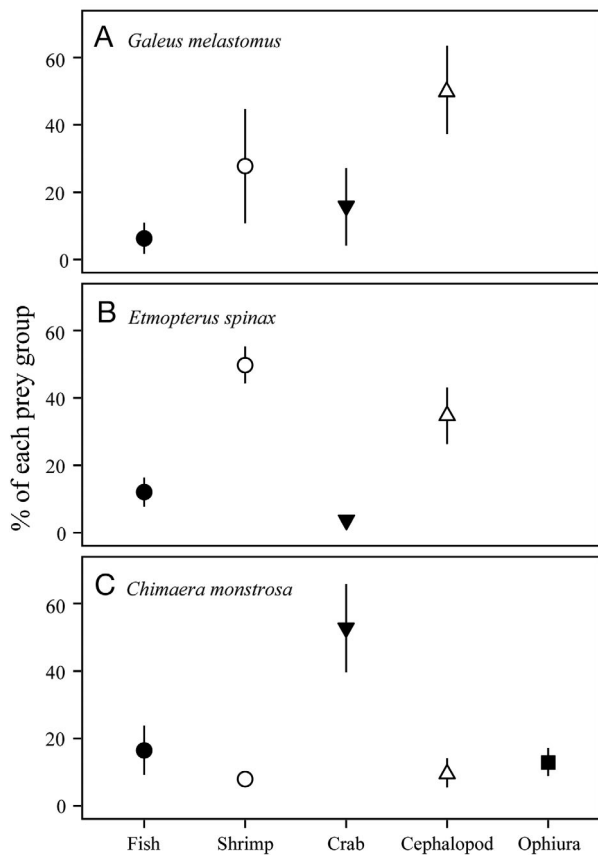 A Galeus melastomus
60
40
20
0
B Etmopterus spinax
60
40
20
0
% of each prey group
C Chimaera monstrosa
60
40
20
0
Fish Shrimp Crab Cephalopod Ophiura